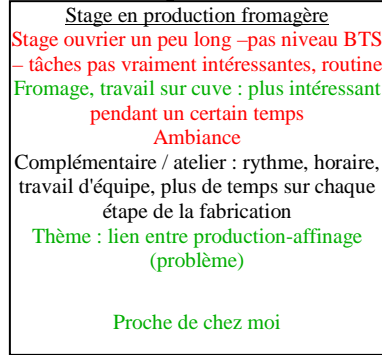 Stage en production fromagère
Stage ouvrier un peu long –pas niveau BTS
– tâches pas vraiment intéressantes, routine
Fromage, travail sur cuve : plus intéressant
pendant un certain temps
Ambiance
Complémentaire / atelier : rythme, horaire,
travail d'équipe, plus de temps sur chaque
étape de la fabrication
Thème : lien entre production-affinage
(problème)
Proche de chez moi